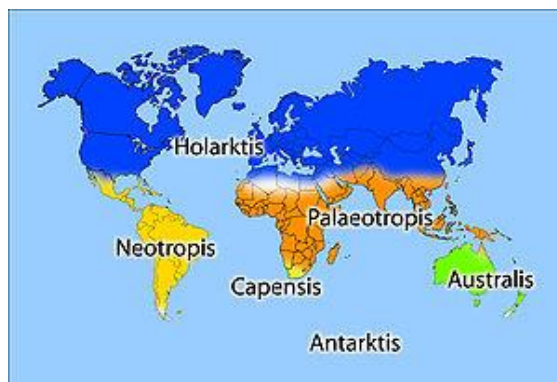 Holarktis
Palaeotropis
Neotropis
Capensis
Australis
Antarktis